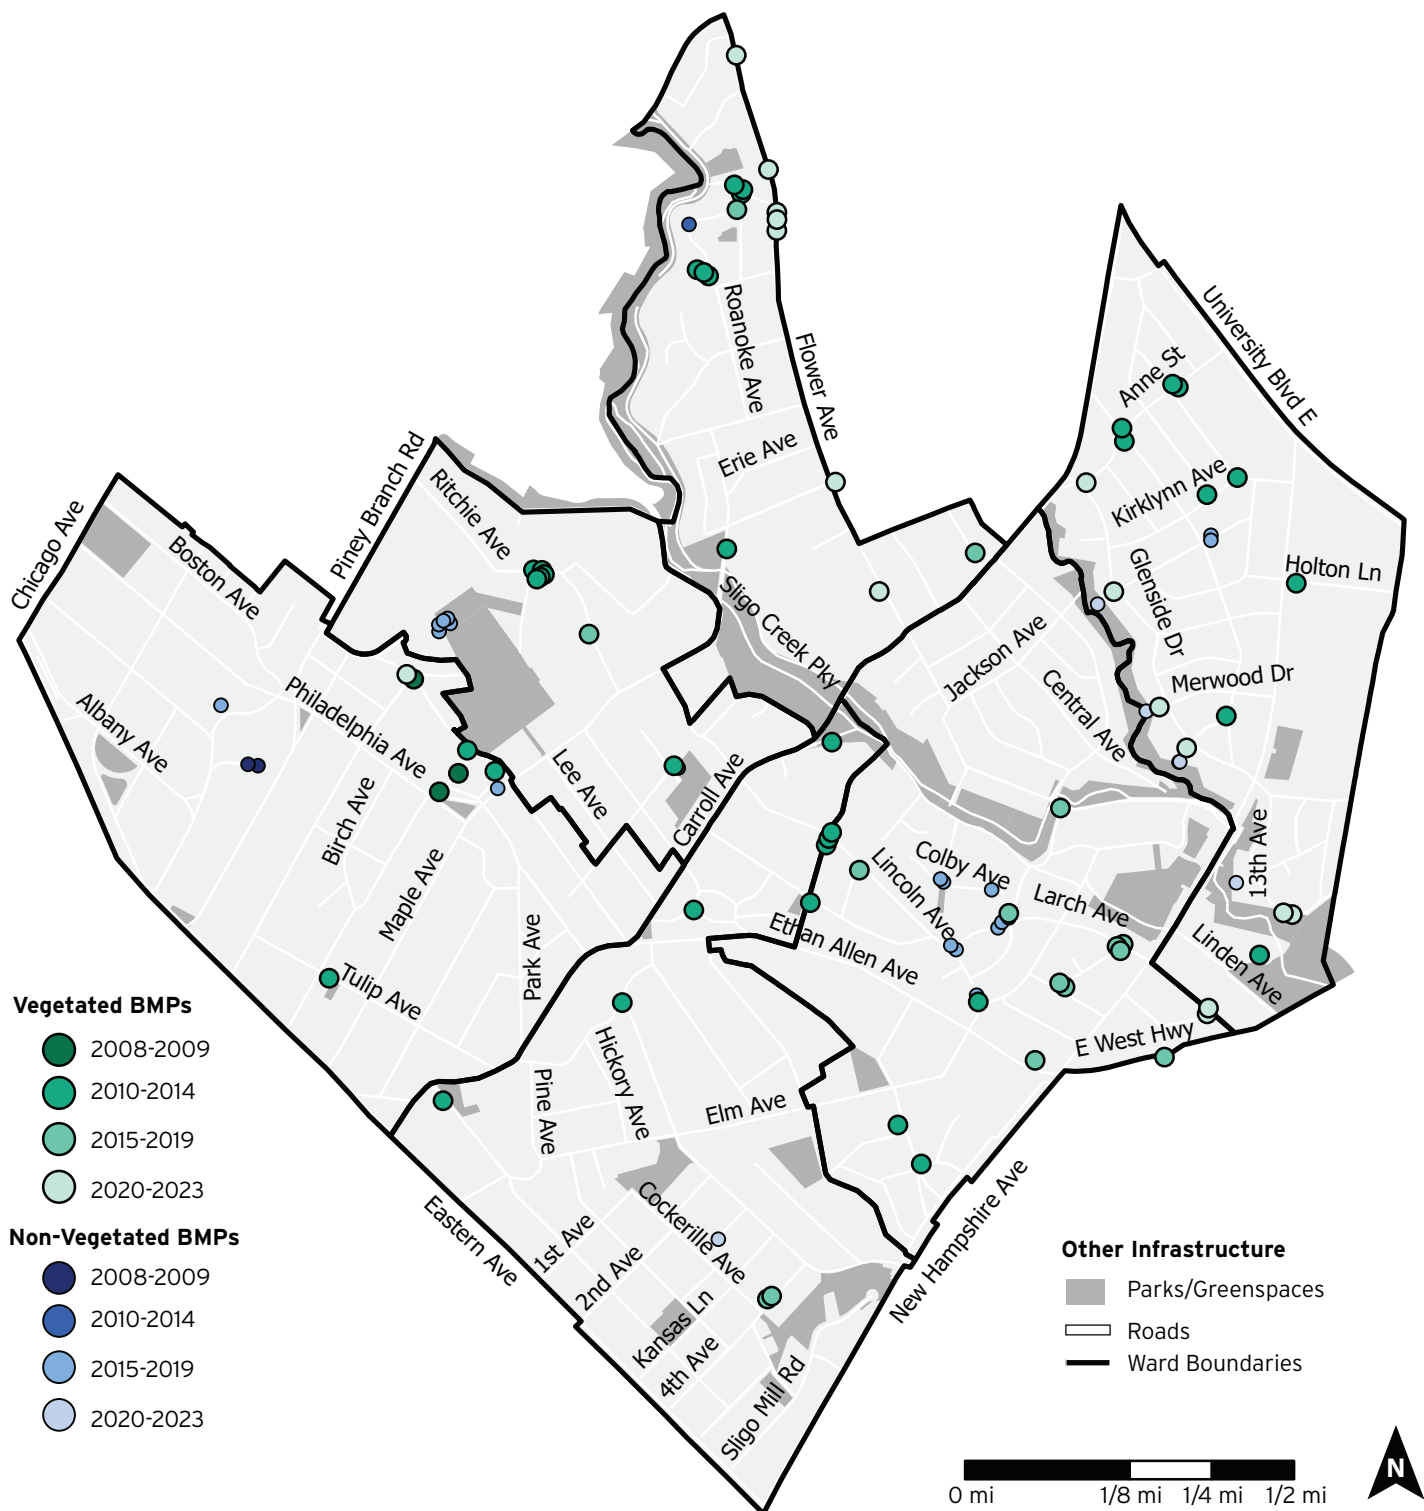 University Blvd E
Anne St
Roanoke Ave
Flower Ave
Erie Ave
Kirklynn Ave
Piney Branch Rd
Ritchie Ave
Chicago Ave
Boston Ave
Holton Ln
Glenside Dr
Sligo Creek Pky
Jackson Ave
Merwood Dr
Central Ave
Albany Ave
Philadelphia Ave
Lee Ave
Carroll Ave
Birch Ave
Maple Ave
Colby Ave
Lincoln Ave
Larch Ave
13th Ave
Ethan Allen Ave
Linden Ave
Park Ave
Tulip Ave
E West Hwy
Hickory Ave
Pine Ave
Elm Ave
Cockerille Ave
1st Ave
2nd Ave
Eastern Ave
New Hampshire Ave
Kansas Ln
4th Ave
Sligo Mill Rd
Vegetated BMPs
2008-2009
2010-2014
2015-2019
2020-2023
Non-Vegetated BMPs
2008-2009
2010-2014
2015-2019
2020-2023
Other Infrastructure
Parks/Greenspaces
Roads
Ward Boundaries
0 mi 1/8 mi 1/4 mi 1/2 mi
N